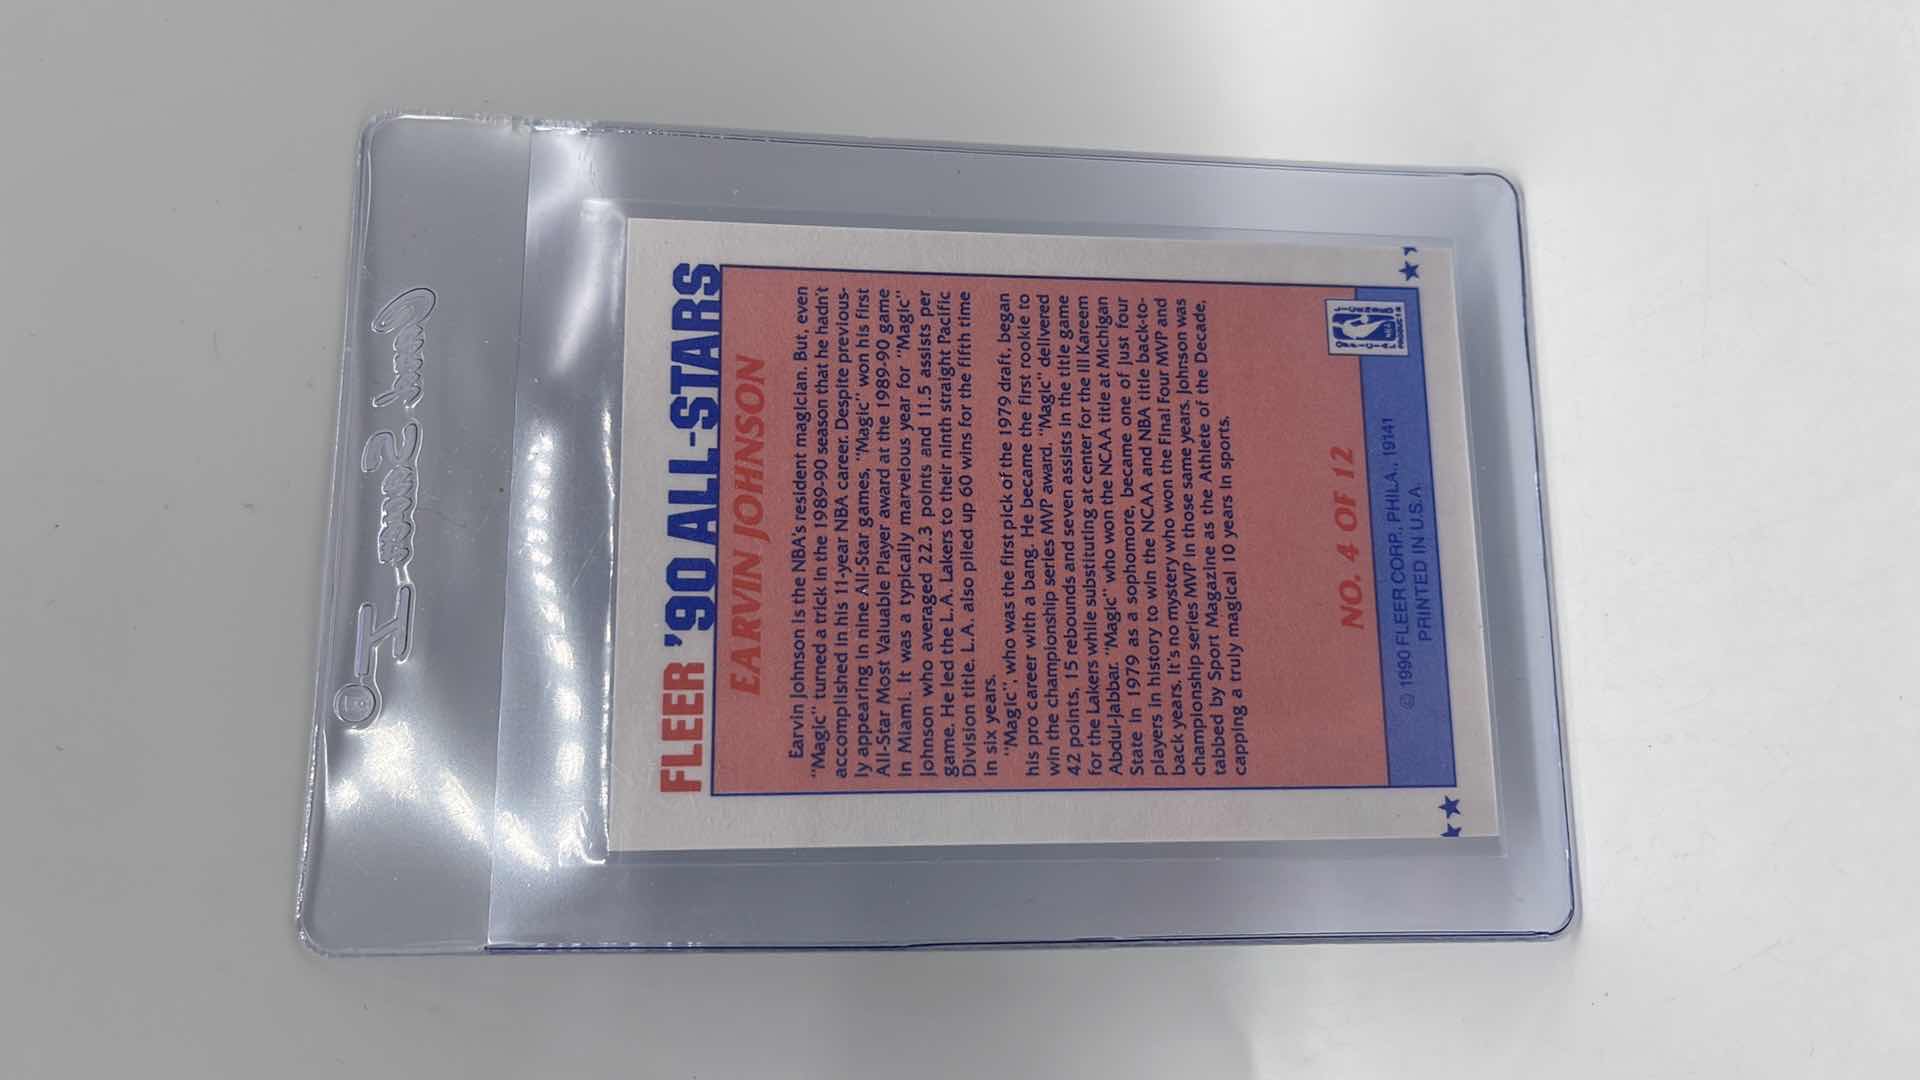 Card Saver I
FLEER '90 ALL-STARS
EARVIN JOHNSON
Earvin Johnson is the NBA's resident magician. But, even
"Magic" turned a trick in the 1989-90 season that he hadn't
accomplished in his 11-year NBA career. Despite previous-
ly appearing in nine All-Star games, "Magic" won his first
All-Star Most Valuable Player award at the 1989-90 game
in Miami. It was a typically marvelous year for "Magic"
Johnson who averaged 22.3 points and 11.5 assists per
game. He led the L.A. Lakers to their ninth straight Pacific
Division title. L.A. also piled up 60 wins for the fifth time
in six years.
"Magic" who was the first pick of the 1979 draft, began
his pro career with a bang. He became the first rookie to
win the championship series MVP award. "Magic" delivered
42 points, 15 rebounds and seven assists in the title game
for the Lakers while substituting at center for the ill Kareem
Abdul-Jabbar. "Magic" who won the NCAA title at Michigan
State in 1979 as a sophomore, became one of just four
players in history to win the NCAA and NBA title back-to-
back years. It's no mystery who won the Final Four MVP and
championship series MVP in those same years. Johnson was
tabbed by Sport Magazine as the Athlete of the Decade,
capping a truly magical 10 years in sports.
NO. 4 OF 12
© 1990 FLEER CORP., PHILA., 19141
PRINTED IN U.S.A.
NBA